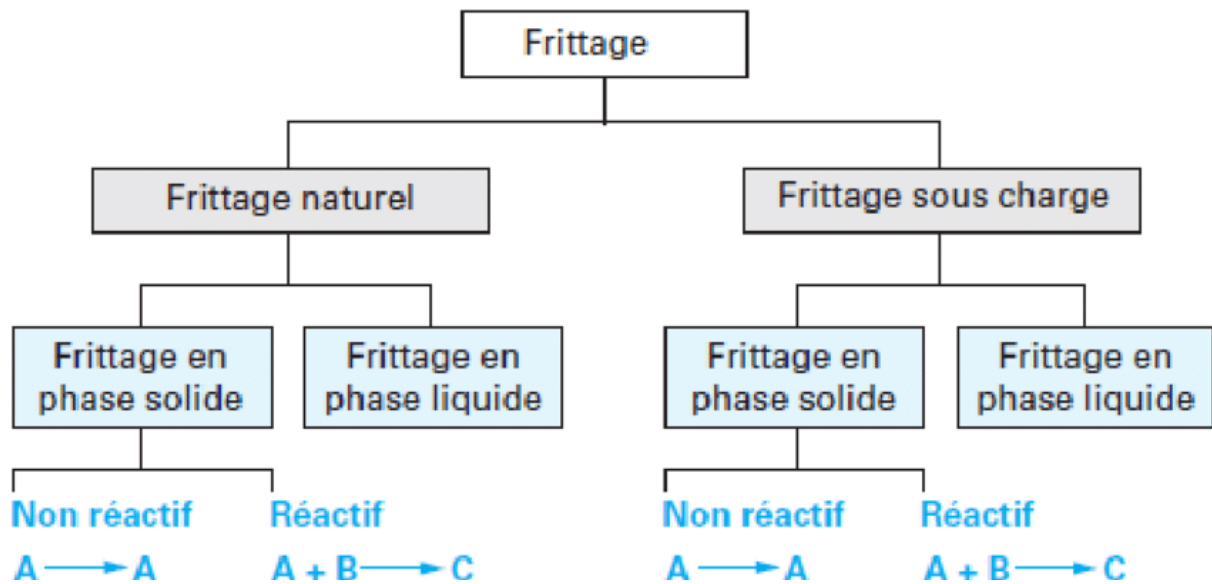 Frittage
Frittage naturel
Frittage sous charge
Frittage en
phase solide
Frittage en
phase liquide
Frittage en
phase solide
Frittage en
phase liquide
Non réactif
Réactif
Non réactif
Réactif
A ⟶ A
A + B ⟶ C
A ⟶ A
A + B ⟶ C